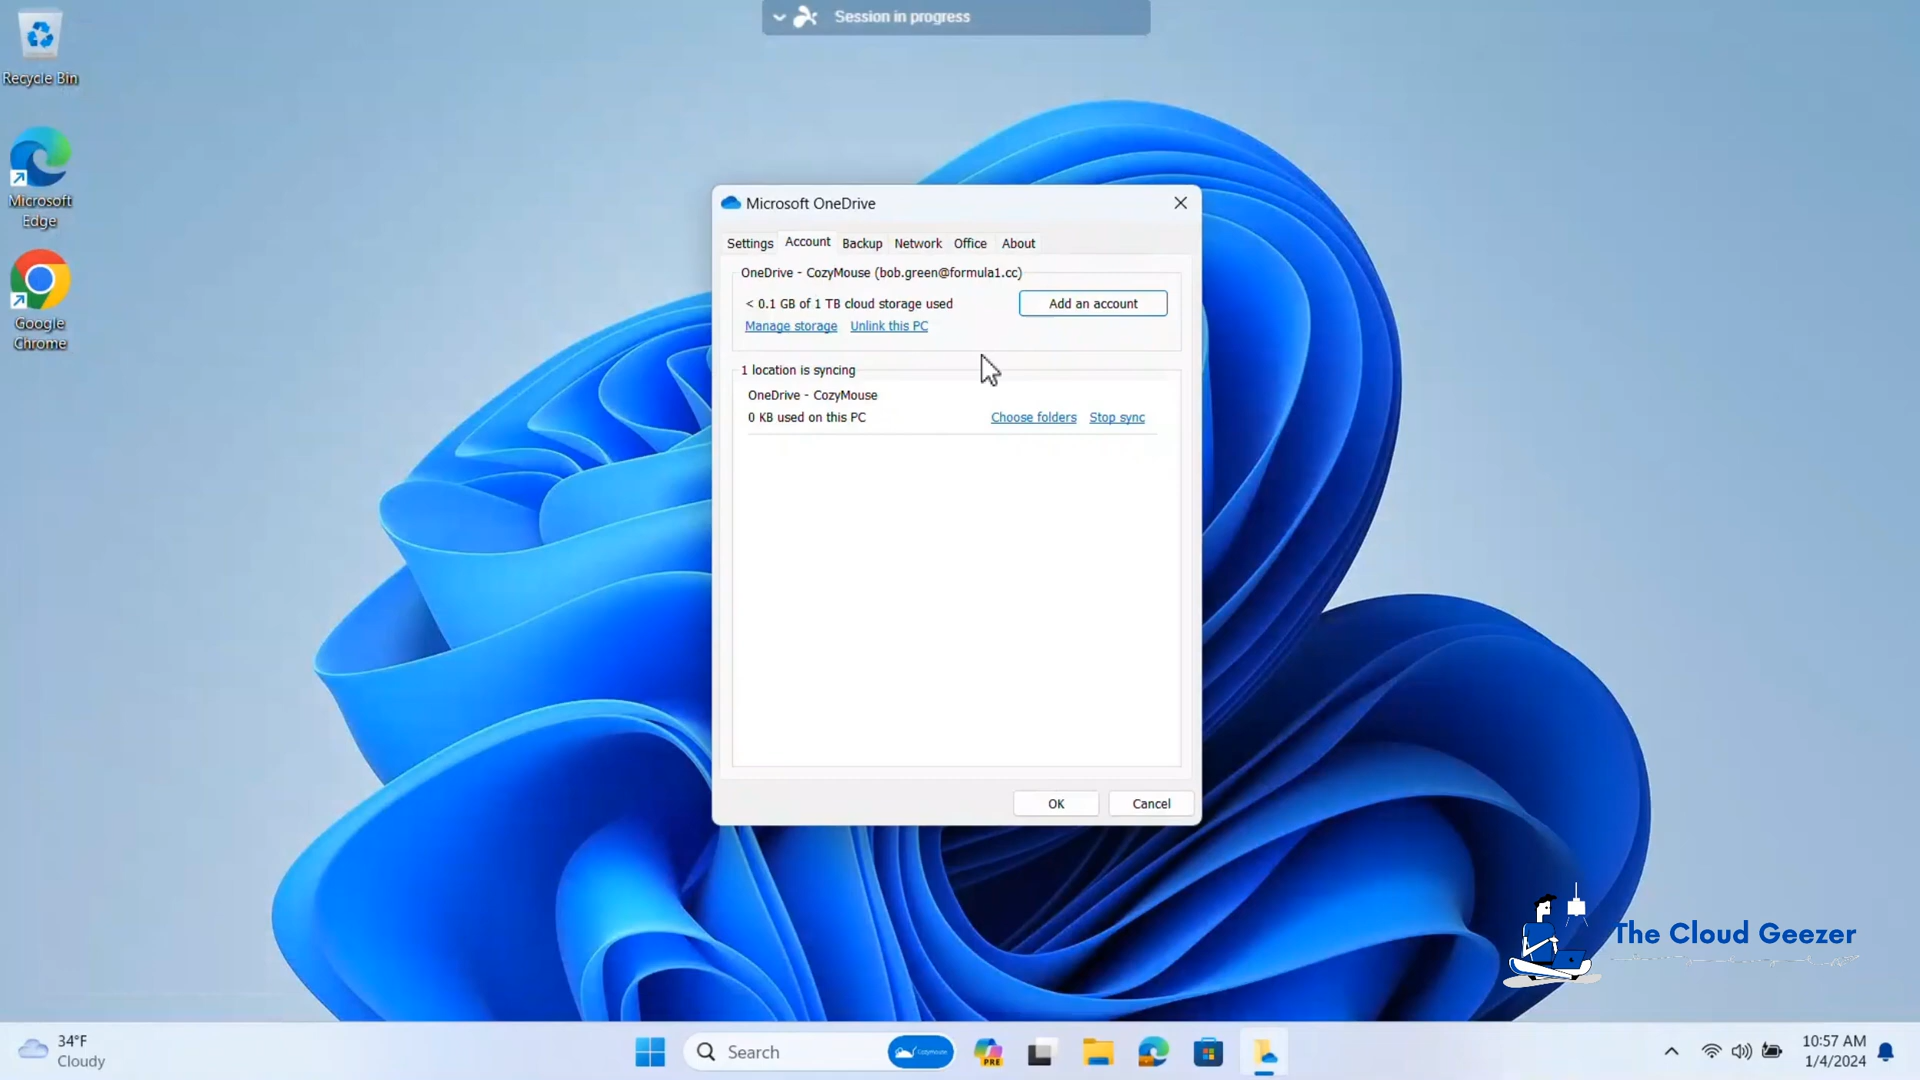 Session in progress
Recycle Bin
Microsoft
Edge
Google
Chrome
Microsoft OneDrive
Settings Account Backup Network Office About
OneDrive - CozyMouse (bob.green@formula1.cc)
< 0.1 GB of 1 TB cloud storage used
Add an account
Manage storage Unlink this PC
1 location is syncing
OneDrive - CozyMouse
0 KB used on this PC
Choose folders Stop sync
OK Cancel
The Cloud Geezer
34°F
Cloudy
Search
CozyMouse
PRE
10:57 AM
1/4/2024